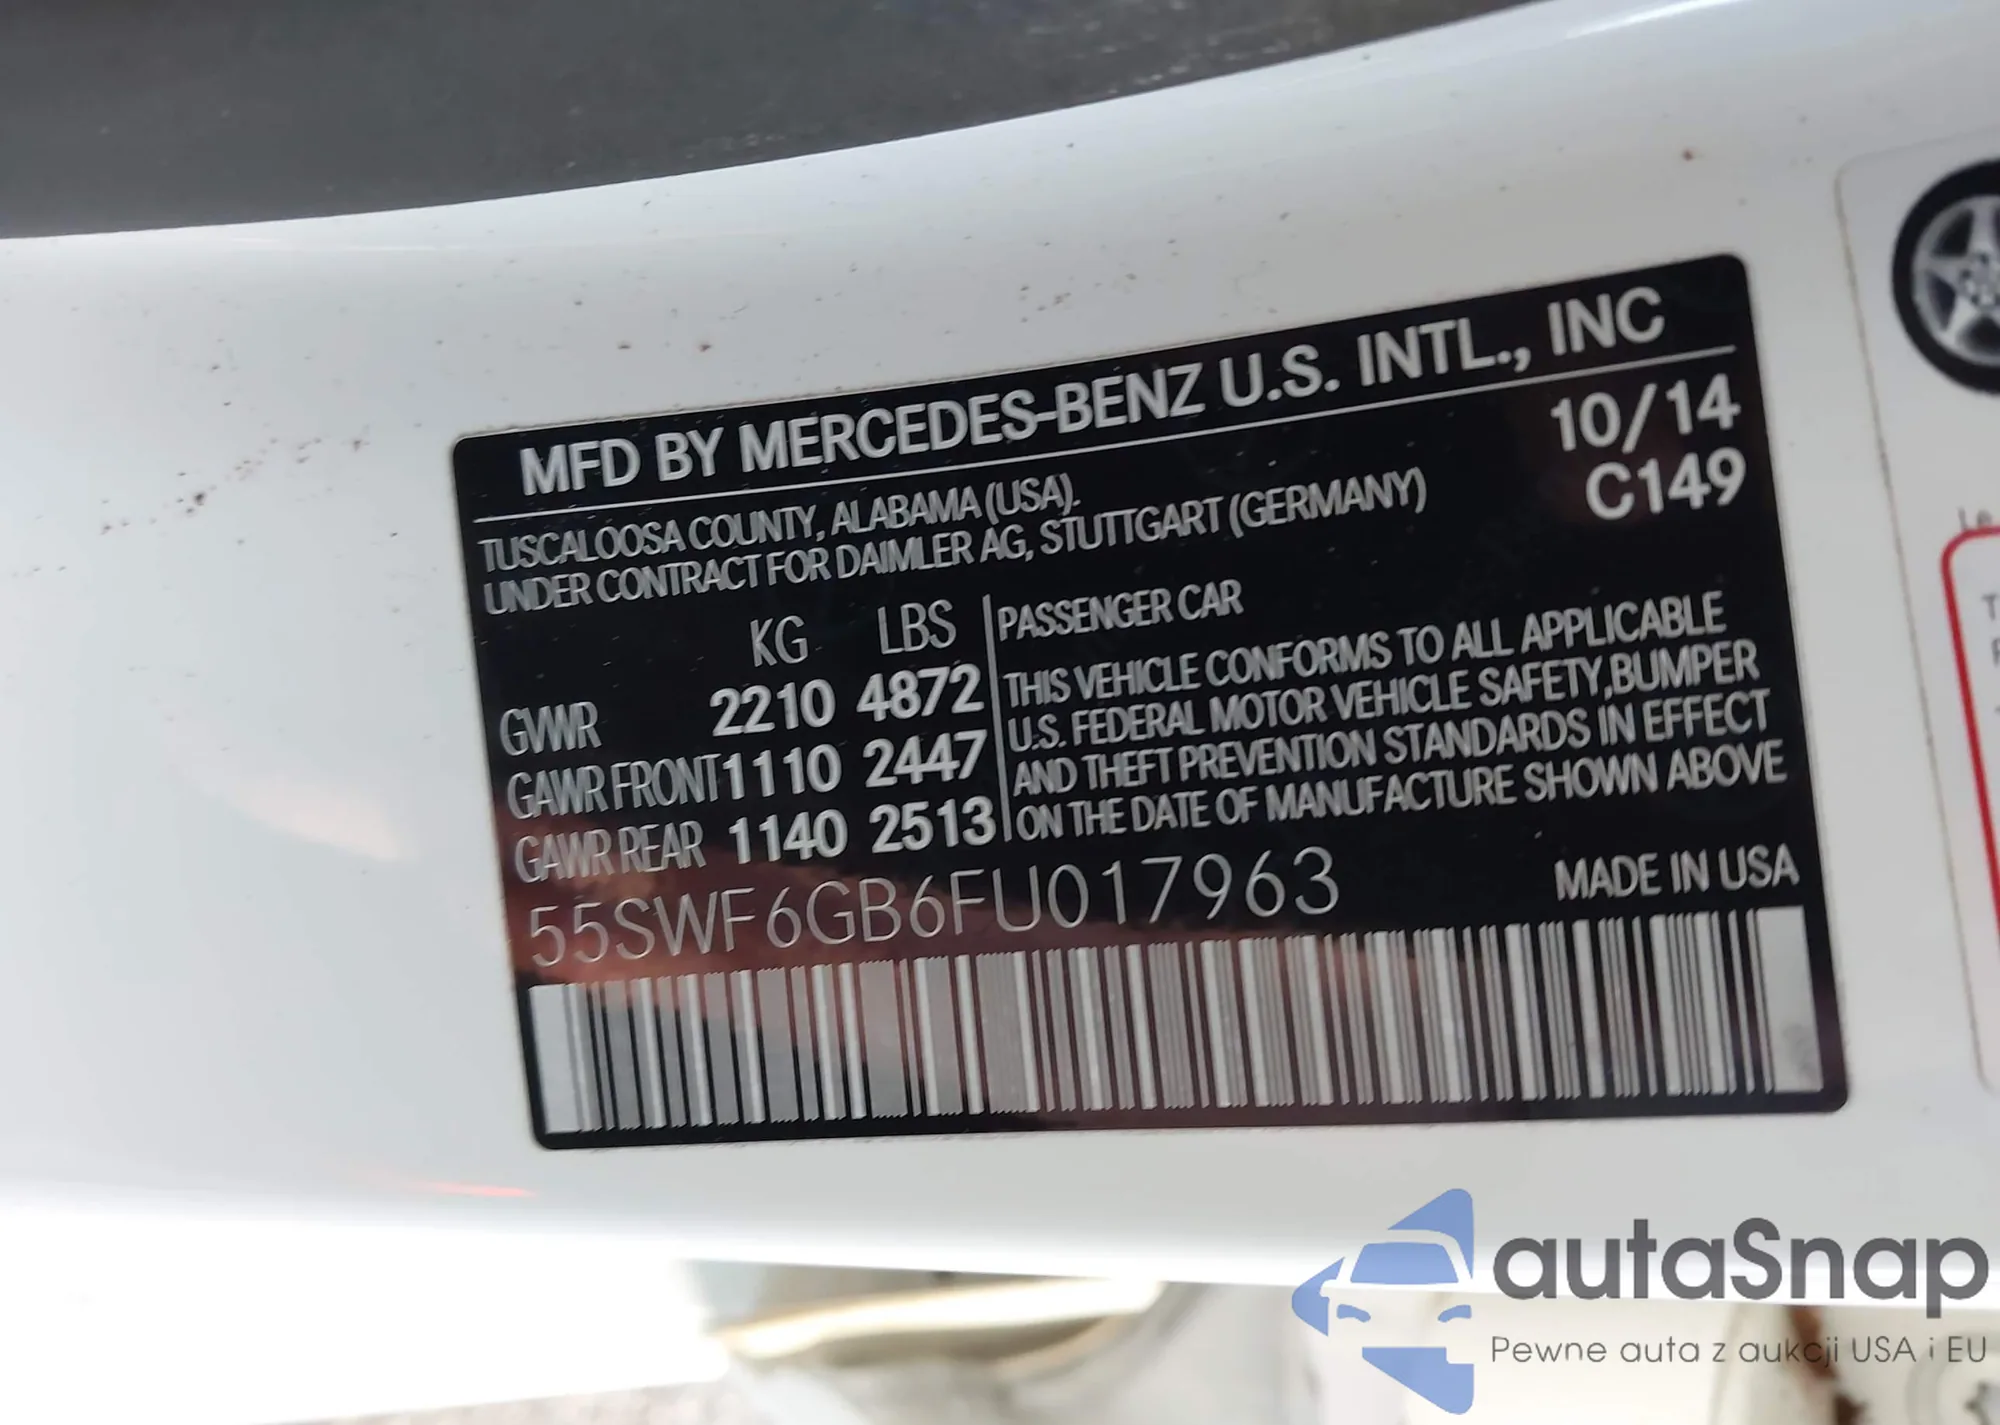 MFD BY MERCEDES-BENZ U.S. INTL., INC
TUSCALOOSA COUNTY, ALABAMA (USA).
UNDER CONTRACT FOR DAIMLER AG, STUTTGART (GERMANY)
10/14
C149
KG LBS
GVWR 2210 4872
GAWR FRONT 1110 2447
GAWR REAR 1140 2513
PASSENGER CAR
THIS VEHICLE CONFORMS TO ALL APPLICABLE
U.S. FEDERAL MOTOR VEHICLE SAFETY,BUMPER
AND THEFT PREVENTION STANDARDS IN EFFECT
ON THE DATE OF MANUFACTURE SHOWN ABOVE
55SWF6GB6FU017963
MADE IN USA
autaSnap
Pewne auta z aukcji USA i EU